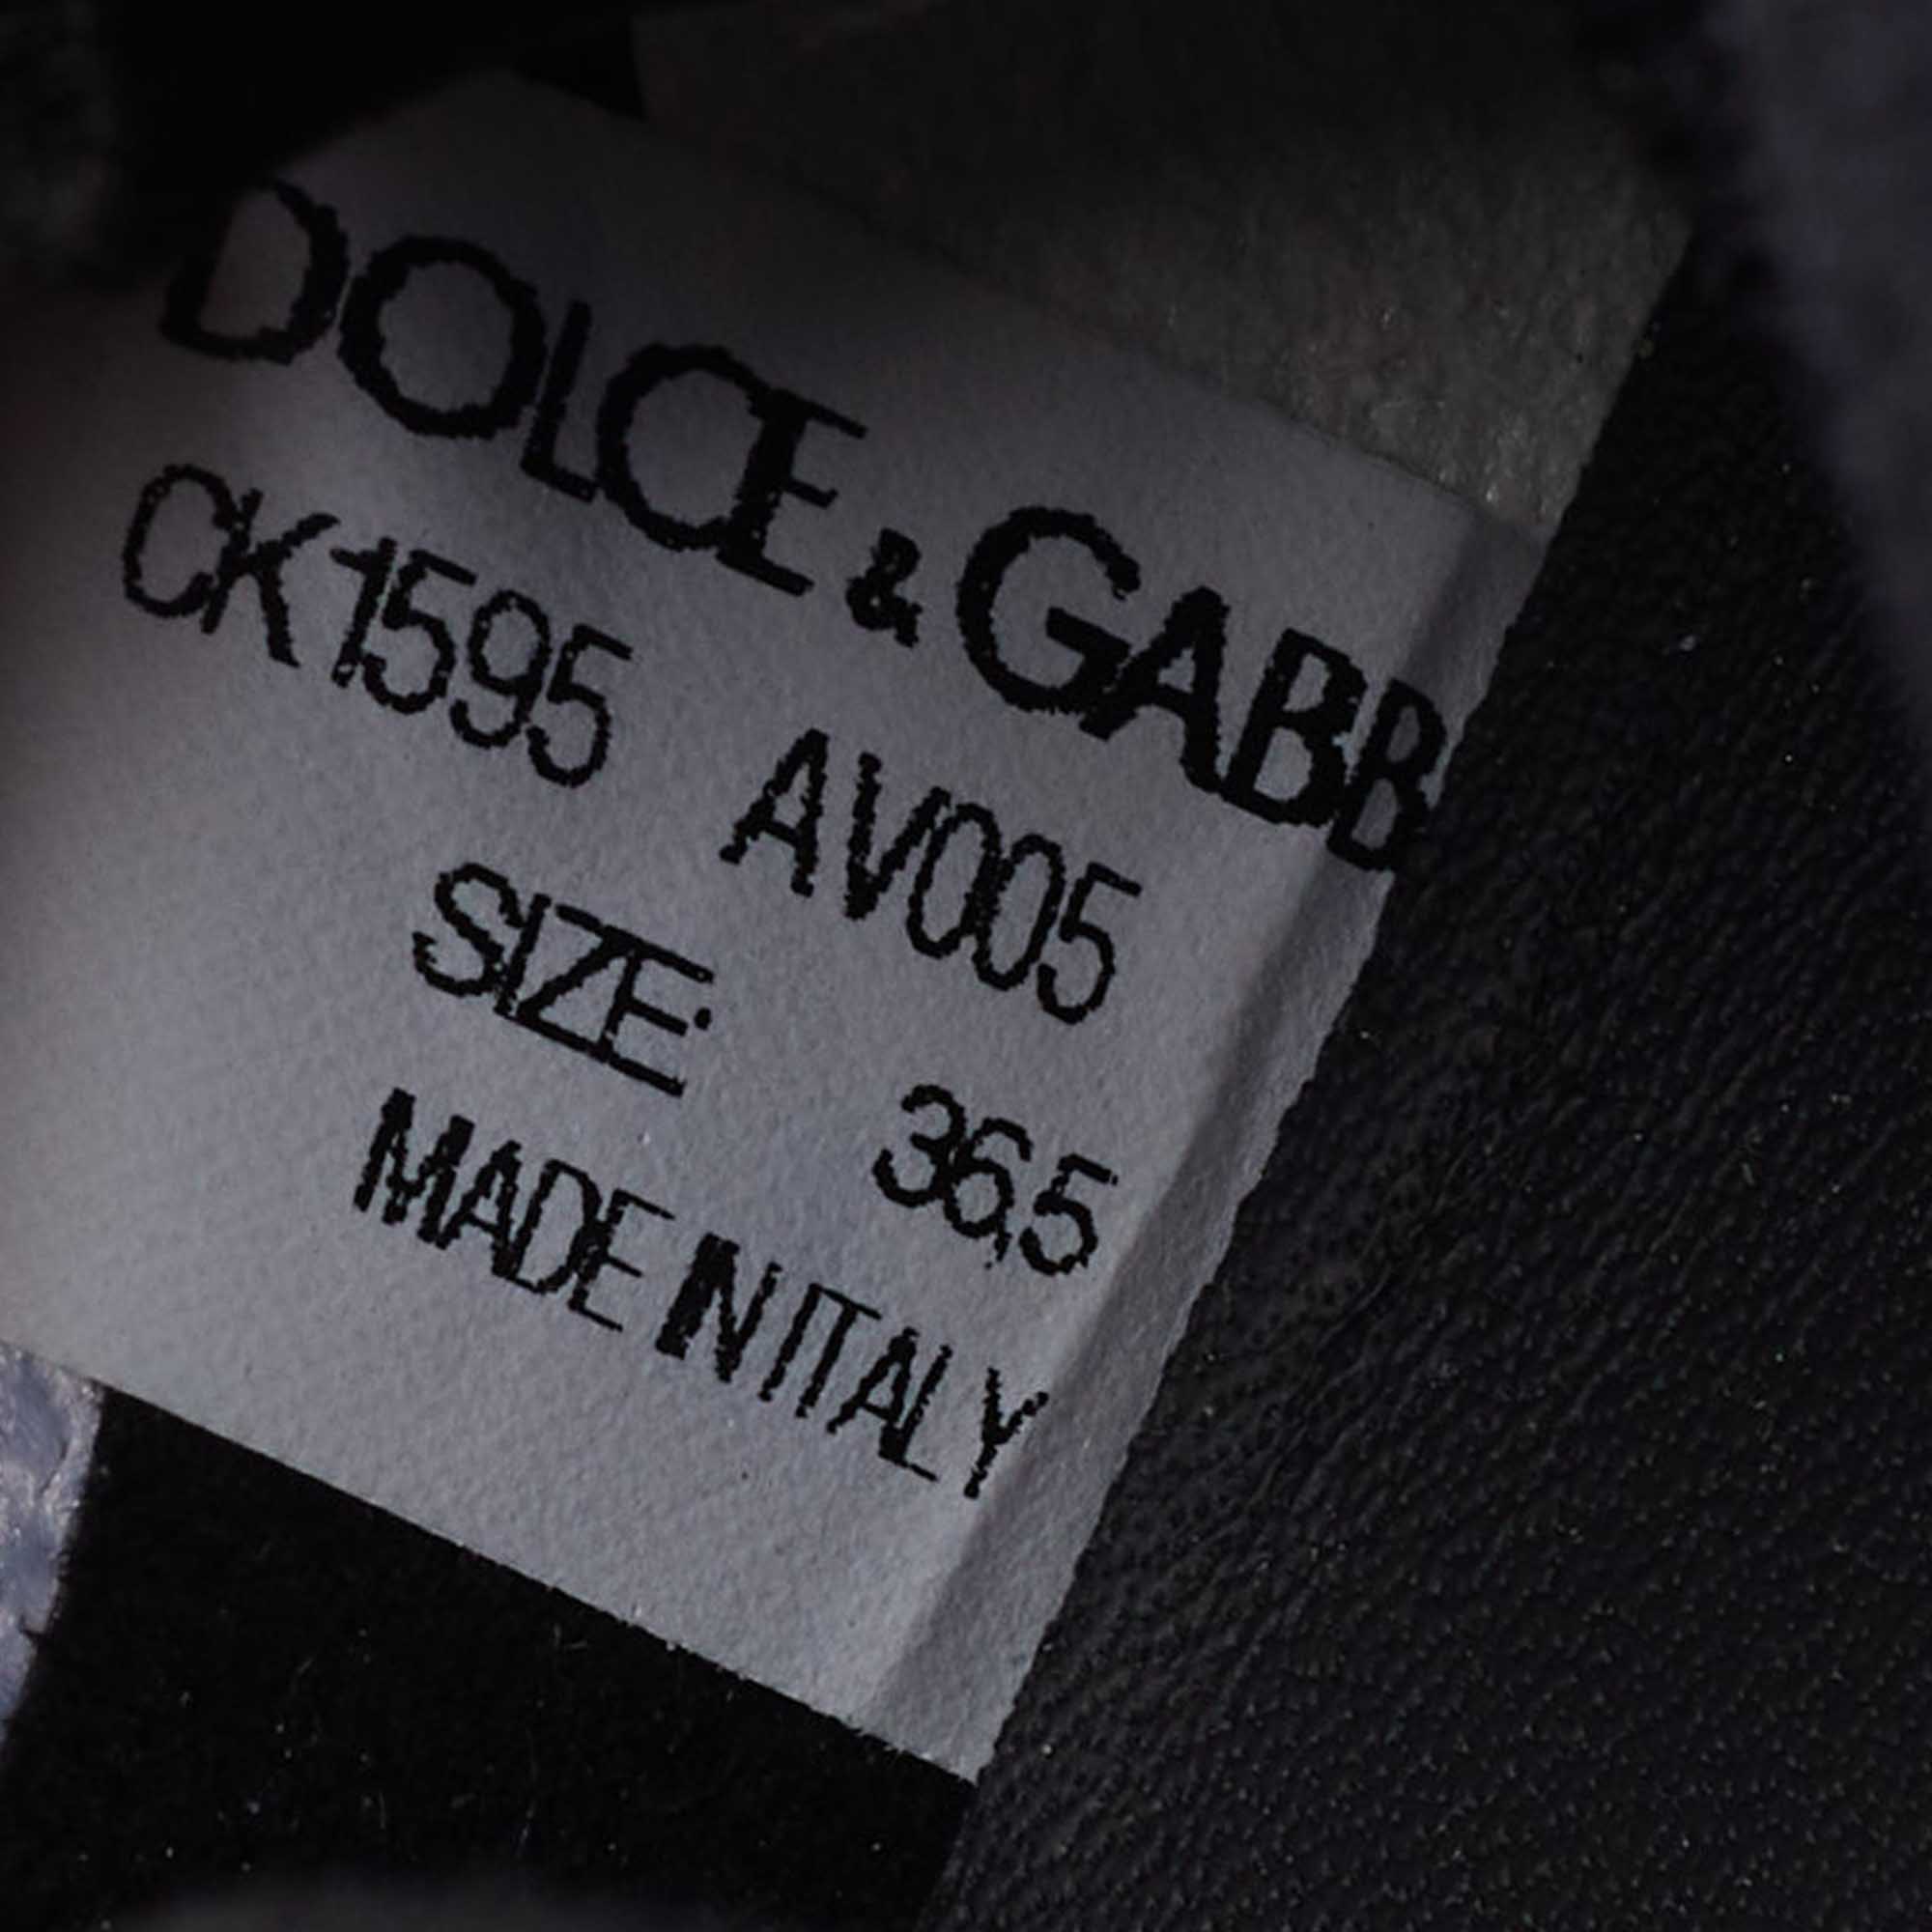 DOLCE & GABB
CK1595 AV005
SIZE: 36,5
MADE IN ITALY